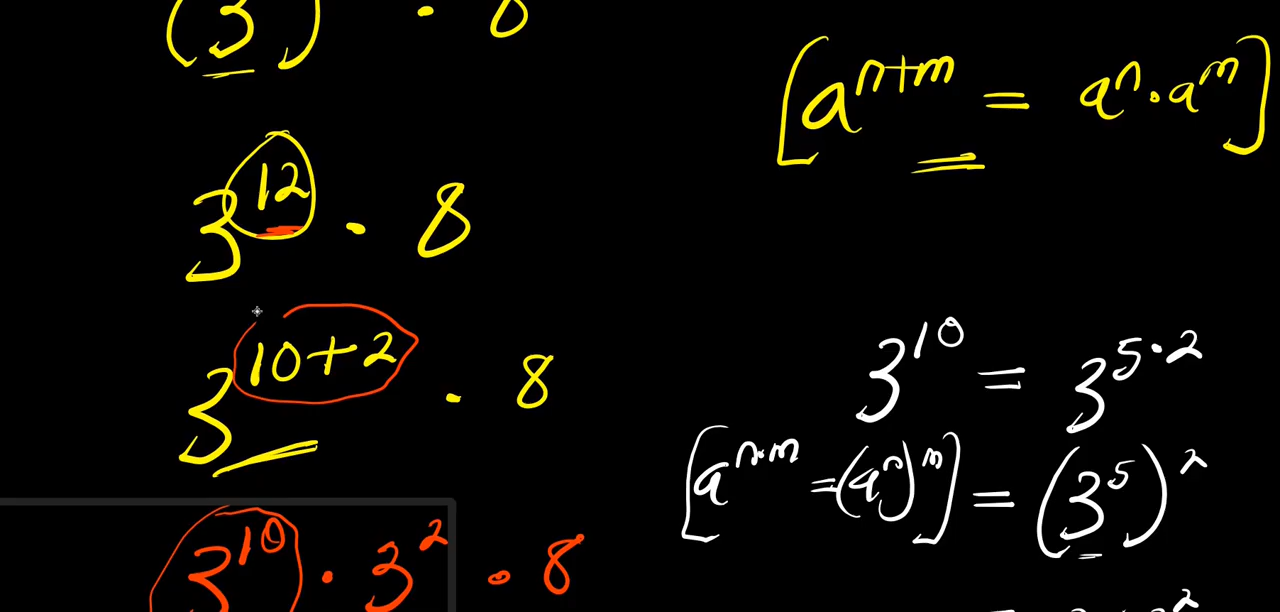 (3) · 8
[a^{n+m} = a^n · a^m]
3^{12} · 8
3^{10+2} · 8
3^{10} = 3^{5·2}
[a^{n·m} = (a^n)^m] = (3^5)^2
3^{10} · 3^2 · 8